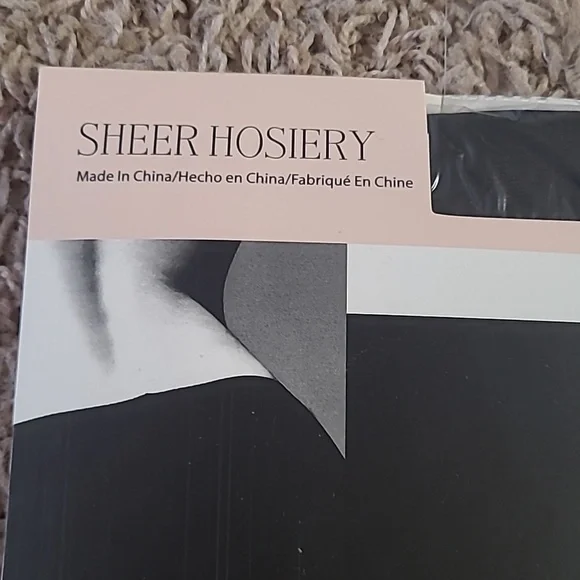 SHEER HOSIERY
Made In China/Hecho en China/Fabriqué En Chine